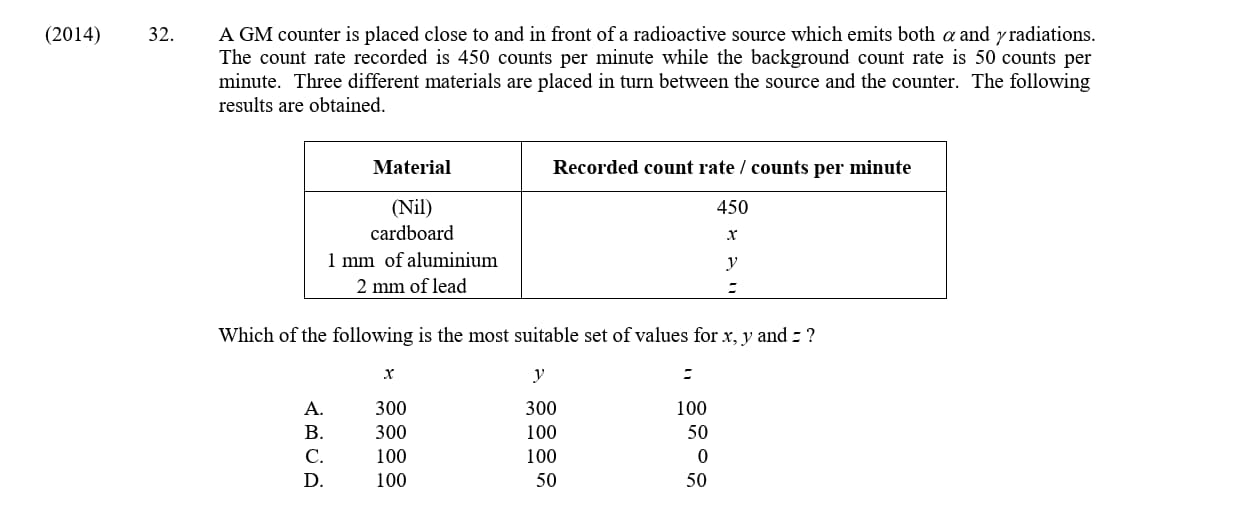 (2014) 32. A GM counter is placed close to and in front of a radioactive source which emits both α and γ radiations.
The count rate recorded is 450 counts per minute while the background count rate is 50 counts per
minute. Three different materials are placed in turn between the source and the counter. The following
results are obtained.
Material Recorded count rate / counts per minute
(Nil) 450
cardboard x
1 mm of aluminium y
2 mm of lead z
Which of the following is the most suitable set of values for x, y and z ?
x y z
A. 300 300 100
B. 300 100 50
C. 100 100 0
D. 100 50 50